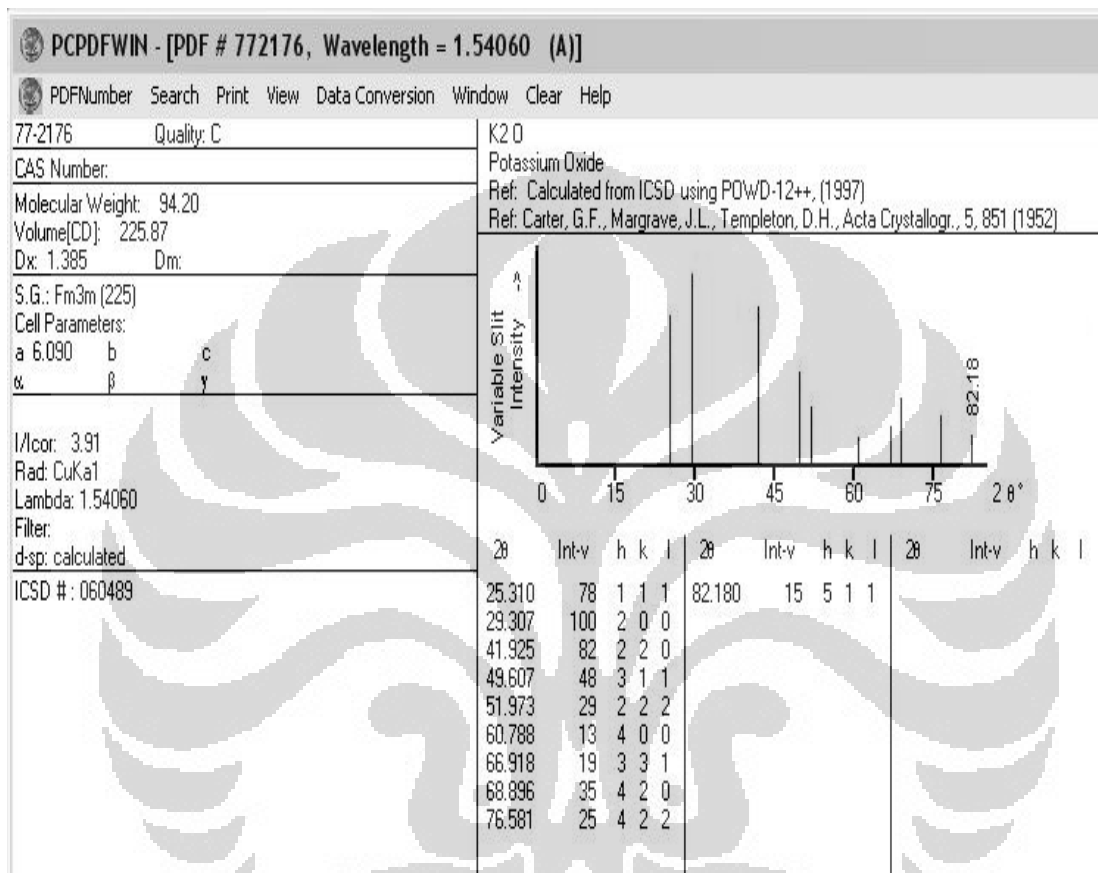 PCPDFWIN - [PDF # 772176, Wavelength = 1.54060 (A)]
PDFNumber Search Print View Data Conversion Window Clear Help
77-2176 Quality: C
CAS Number:
Molecular Weight: 94.20
Volume[CD]: 225.87
Dx: 1.385 Dm:
S.G.: Fm3m (225)
Cell Parameters:
a 6.090 b c
α β γ
I/Icor: 3.91
Rad: CuKa1
Lambda: 1.54060
Filter:
d-sp: calculated
ICSD # : 060489
K2 O
Potassium Oxide
Ref: Calculated from ICSD using POWD-12++, (1997)
Ref: Carter, G.F., Margrave, J.L., Templeton, D.H., Acta Crystallogr., 5, 851 (1952)
Variable Slit
Intensity ->
82.18
0 15 30 45 60 75 2 θ°
2θ Int-v h k l 2θ Int-v h k l 2θ Int-v h k l
25.310 78 1 1 1 82.180 15 5 1 1
29.307 100 2 0 0
41.925 82 2 2 0
49.607 48 3 1 1
51.973 29 2 2 2
60.788 13 4 0 0
66.918 19 3 3 1
68.896 35 4 2 0
76.581 25 4 2 2